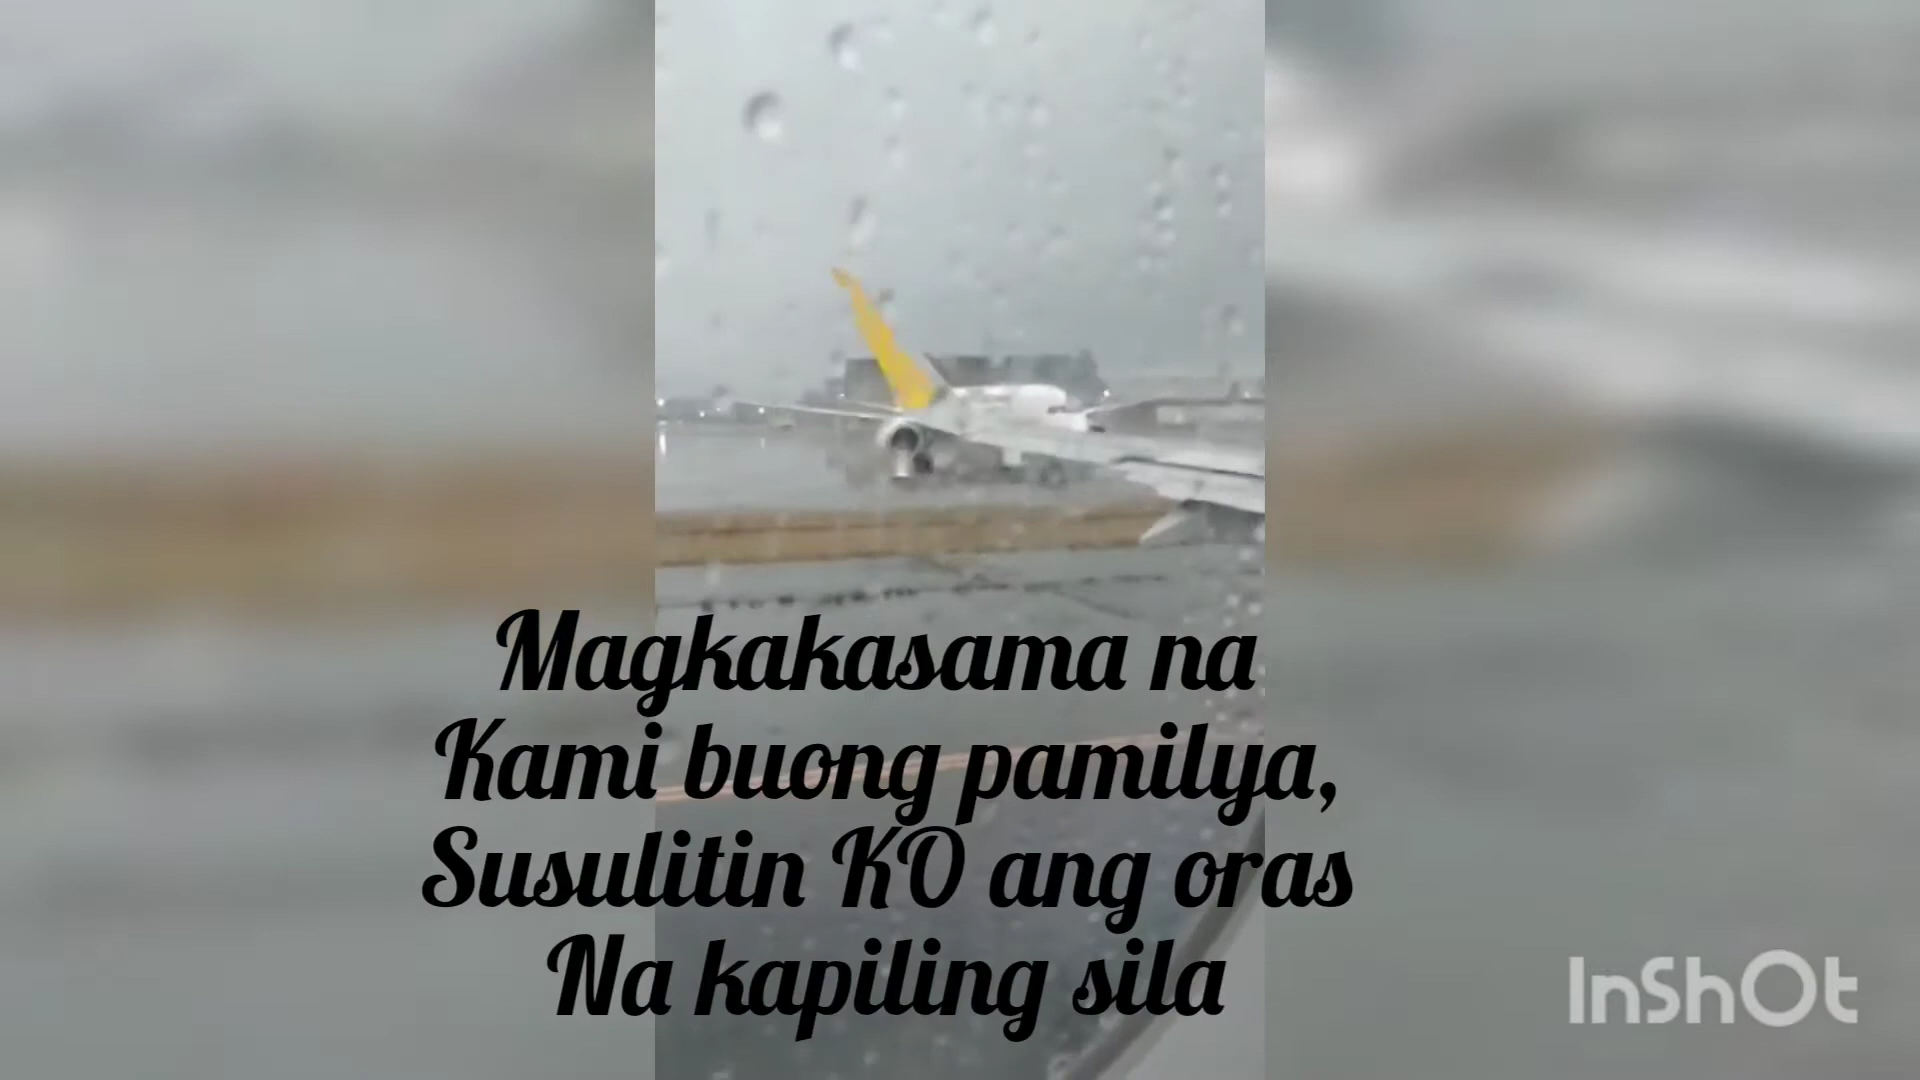 Magkakasama na
Kami buong pamilya,
Susulitin KO ang oras
Na kapiling sila
InShOt